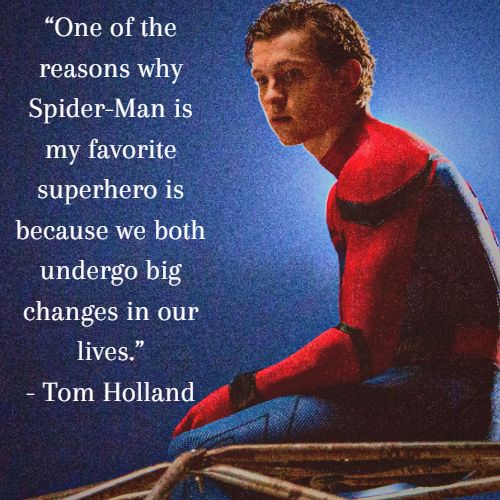 “One of the
reasons why
Spider-Man is
my favorite
superhero is
because we both
undergo big
changes in our
lives.”
- Tom Holland